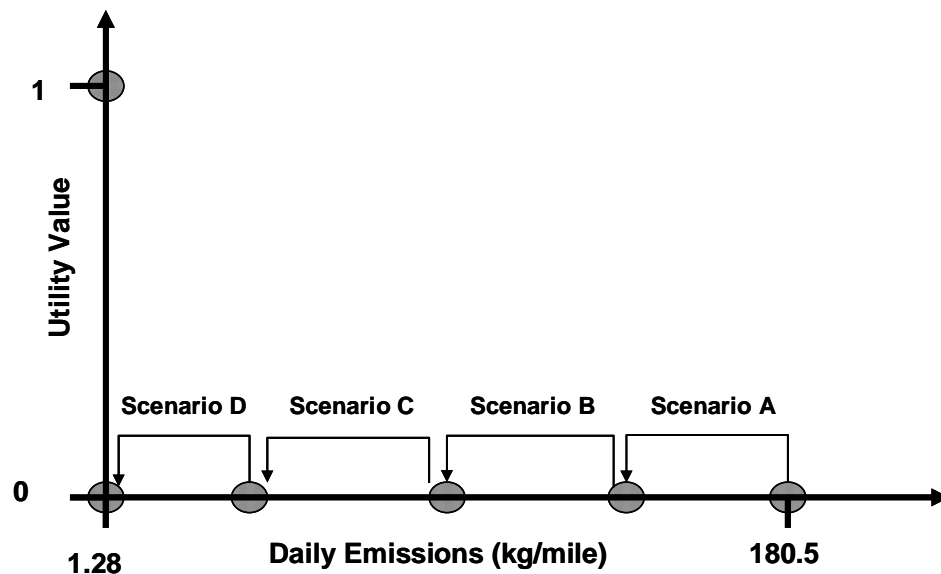 1
Utility Value
Scenario D
Scenario C
Scenario B
Scenario A
0
1.28
Daily Emissions (kg/mile)
180.5